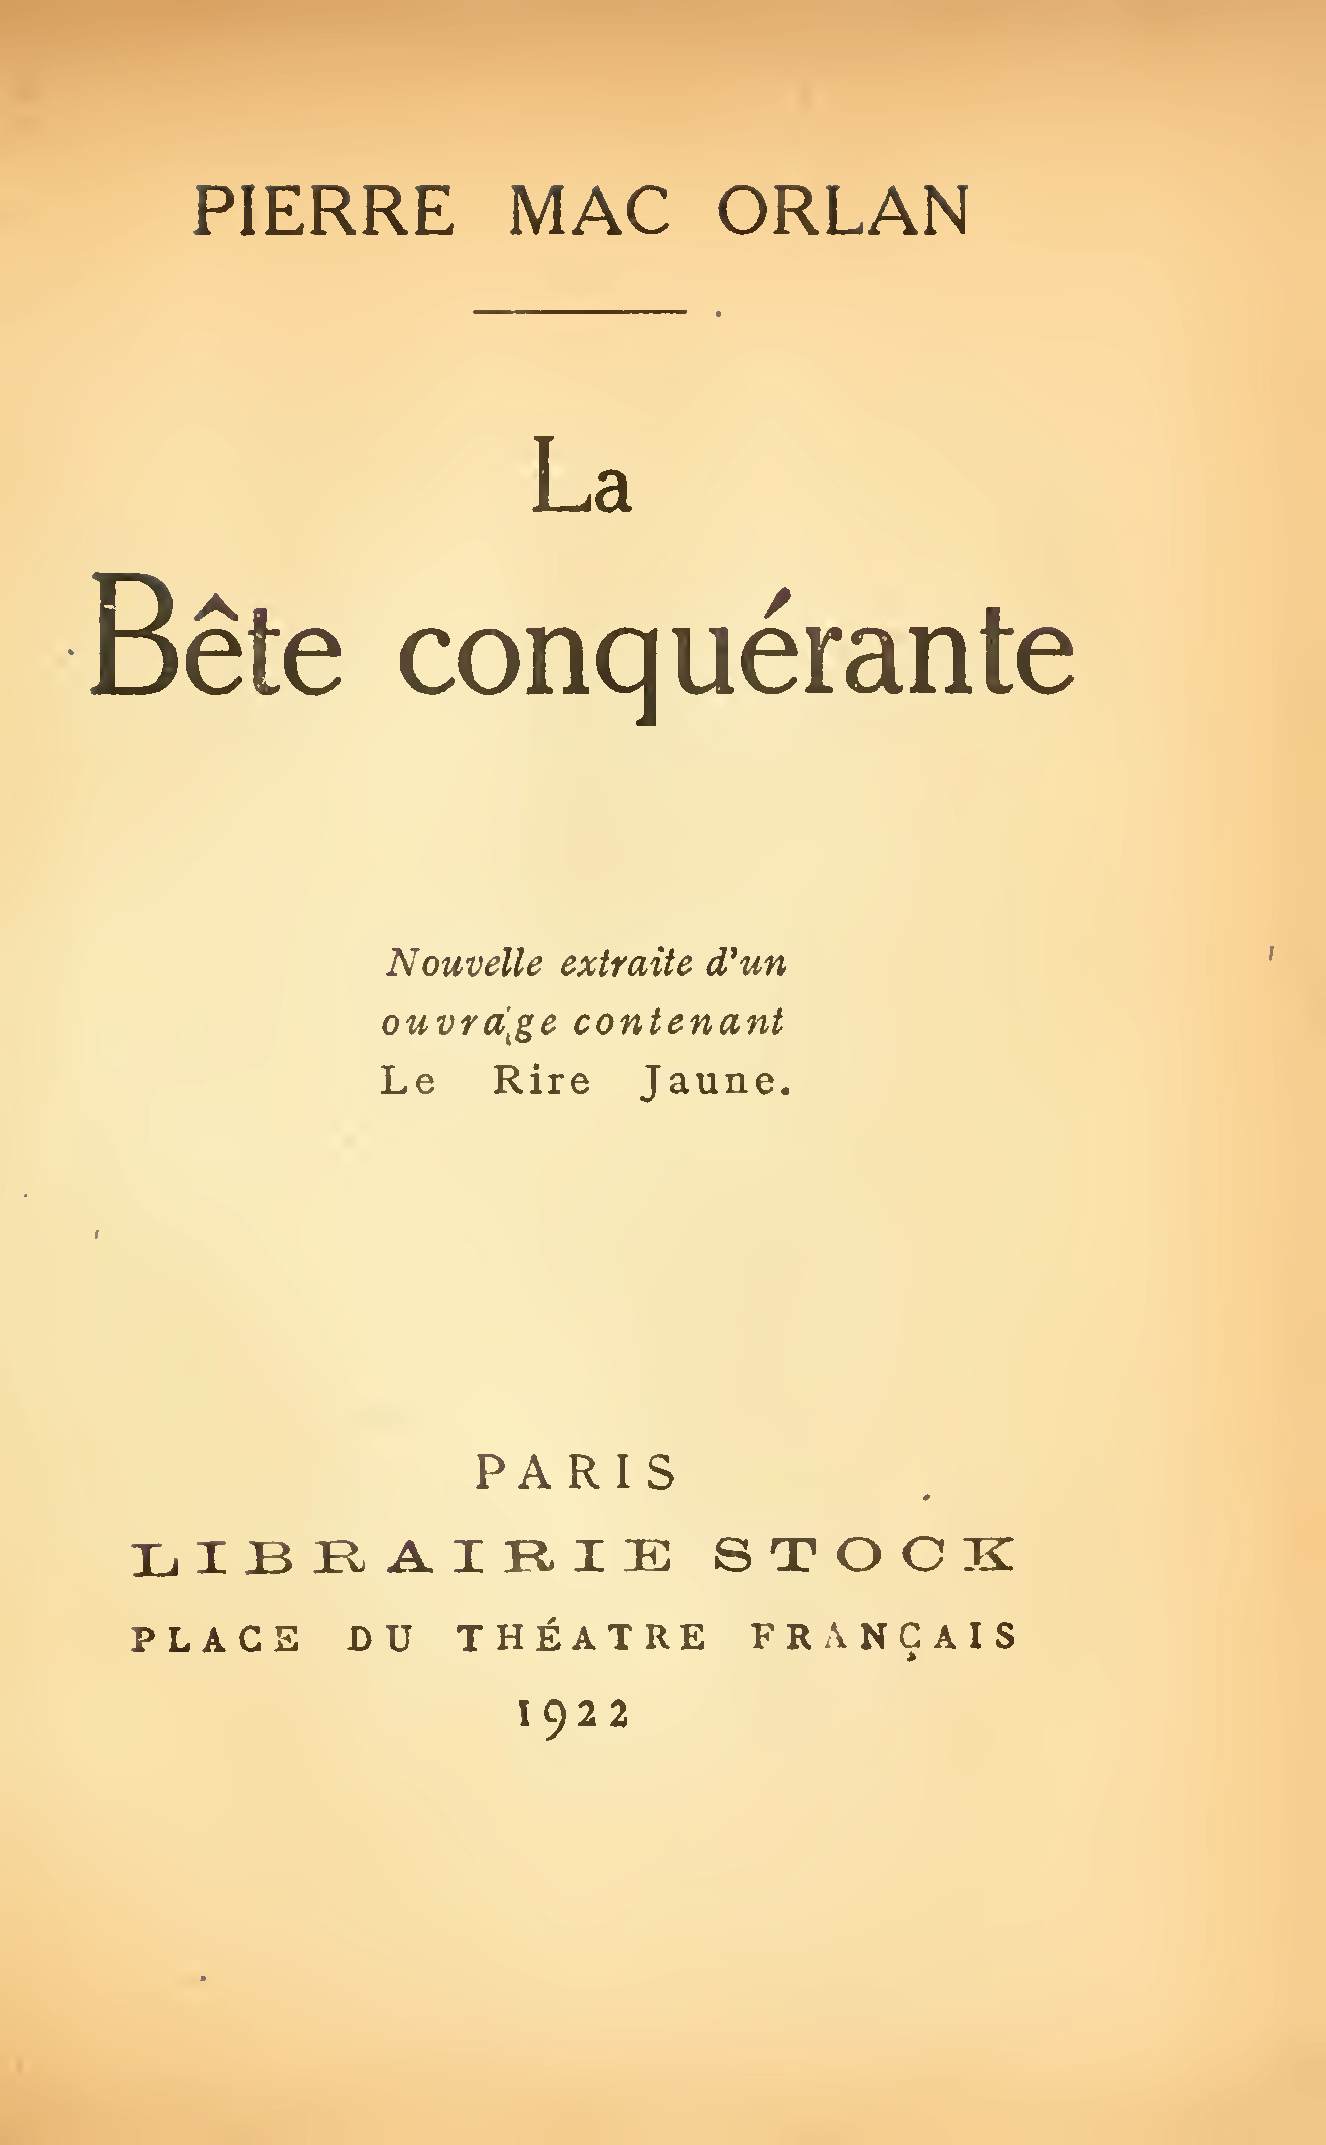 PIERRE MAC ORLAN
La
Bête conquérante
Nouvelle extraite d'un
ouvrage contenant
Le Rire Jaune.
PARIS
LIBRAIRIE STOCK
PLACE DU THÉATRE FRANÇAIS
1922